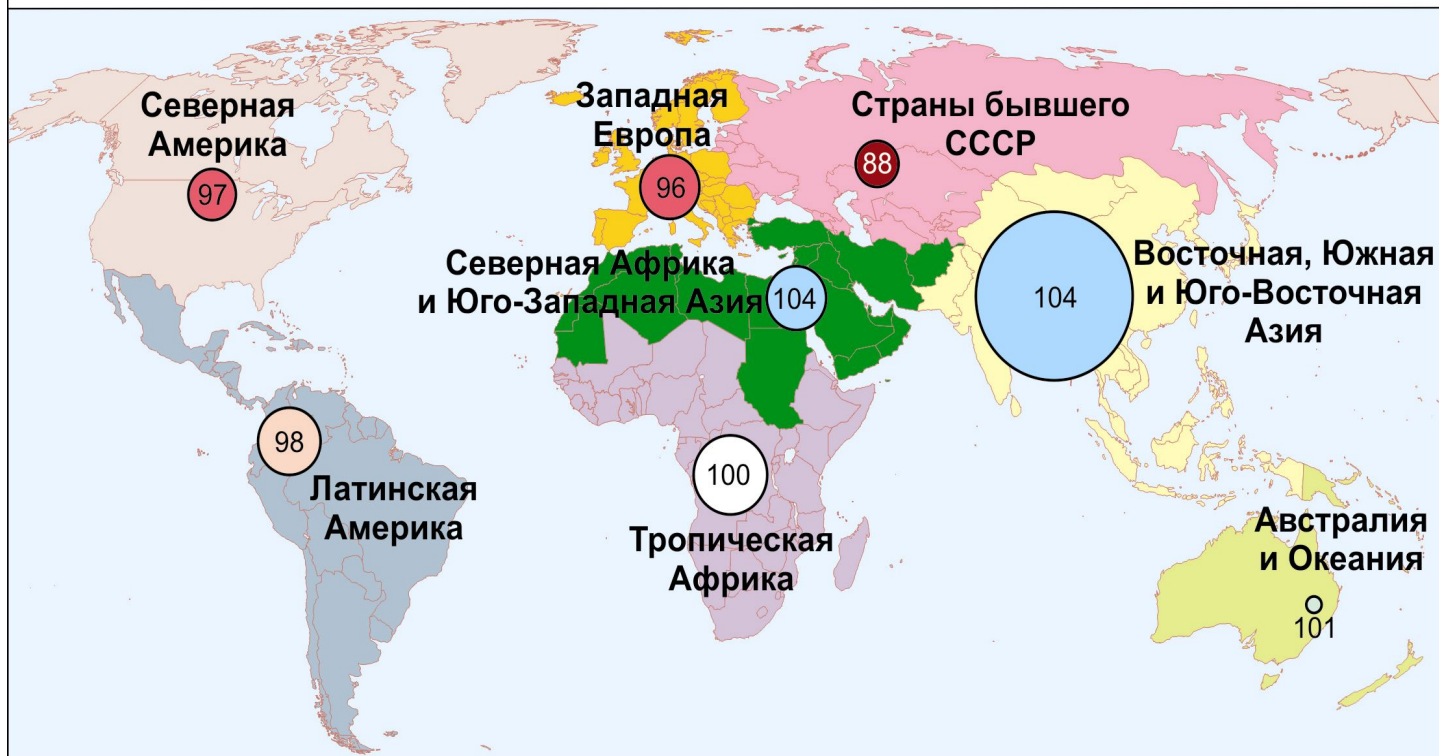 Северная
Америка
97
Западная
Европа
96
Страны бывшего
СССР
88
Северная Африка
и Юго-Западная Азия
104
Восточная, Южная
и Юго-Восточная
Азия
104
98
Латинская
Америка
100
Тропическая
Африка
Австралия
и Океания
101